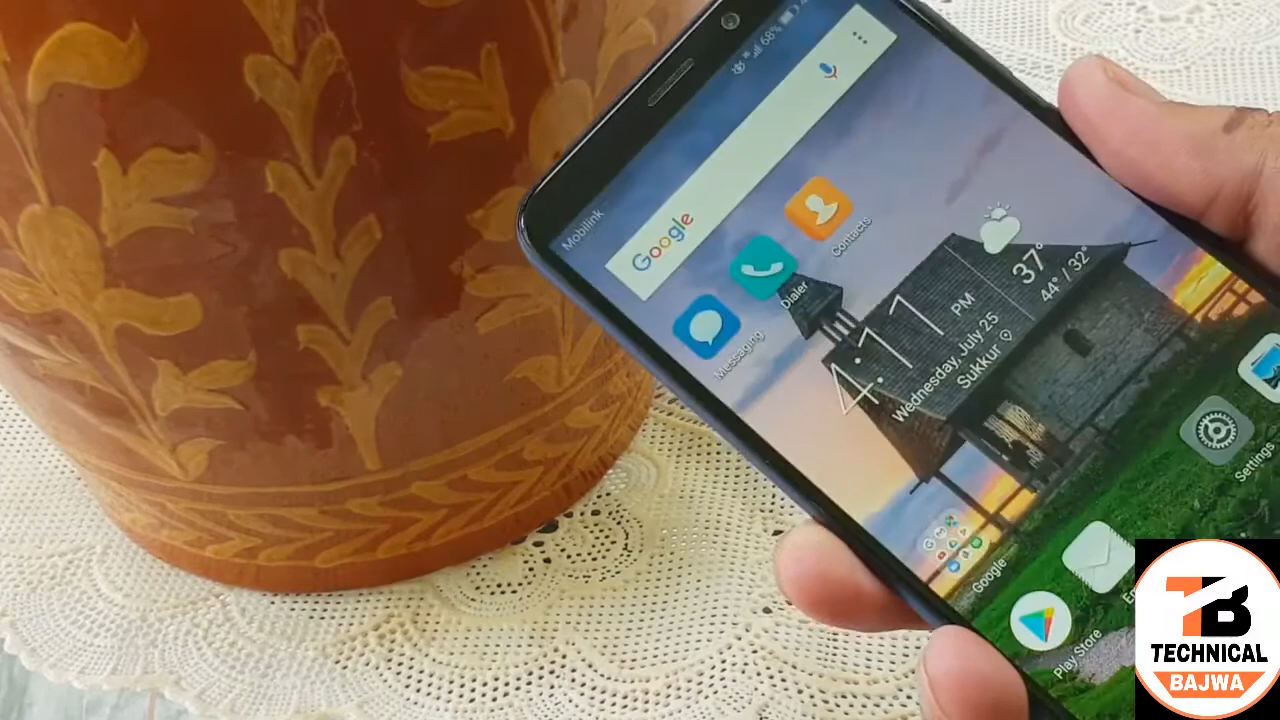 Mobilink
68%
Google
Messaging
Dialer
Contacts
4:11 PM
37°
44° / 32°
Wednesday, July 25
Sukkur
Google
Settings
Play Store
TB
TECHNICAL
BAJWA